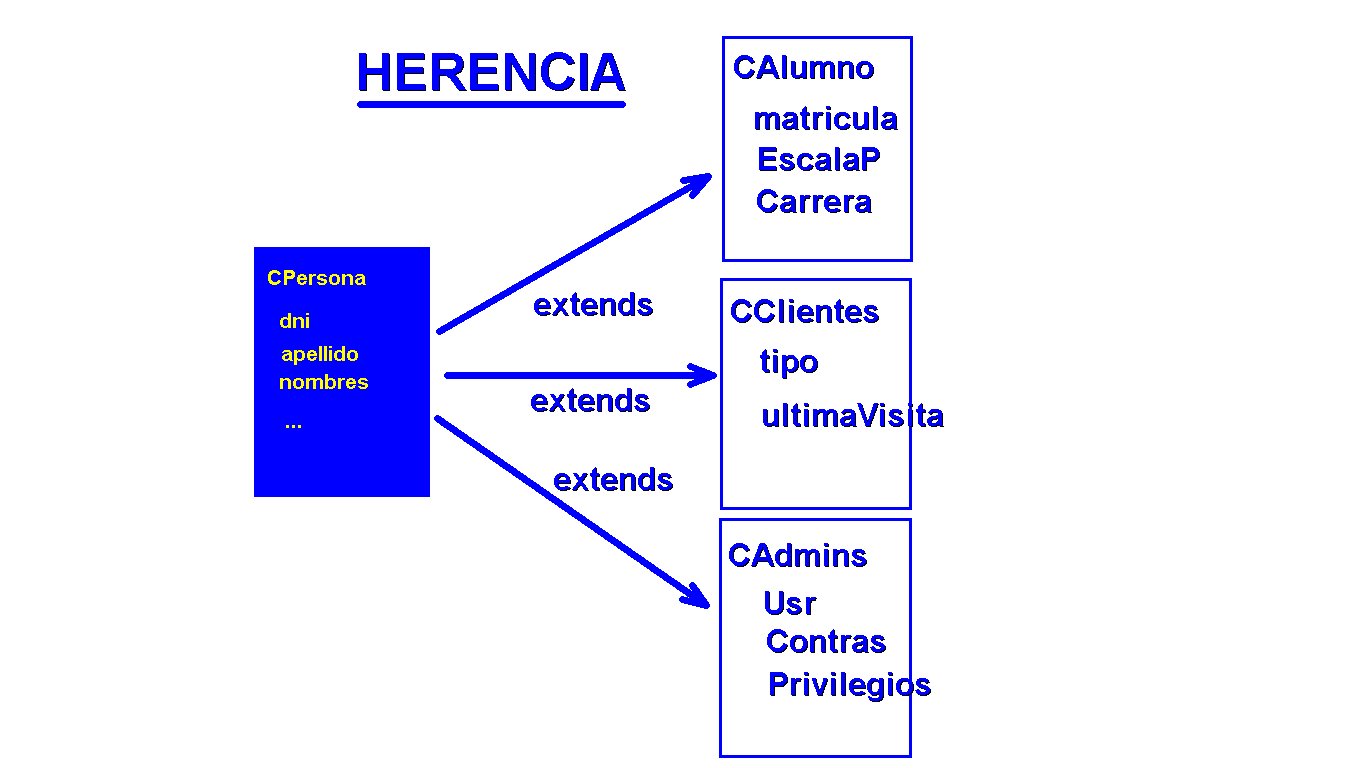 HERENCIA
CPersona
dni
apellido
nombres
...
extends
extends
extends
CAlumno
matricula
EscalaP
Carrera
CClientes
tipo
ultimaVisita
CAdmins
Usr
Contras
Privilegios